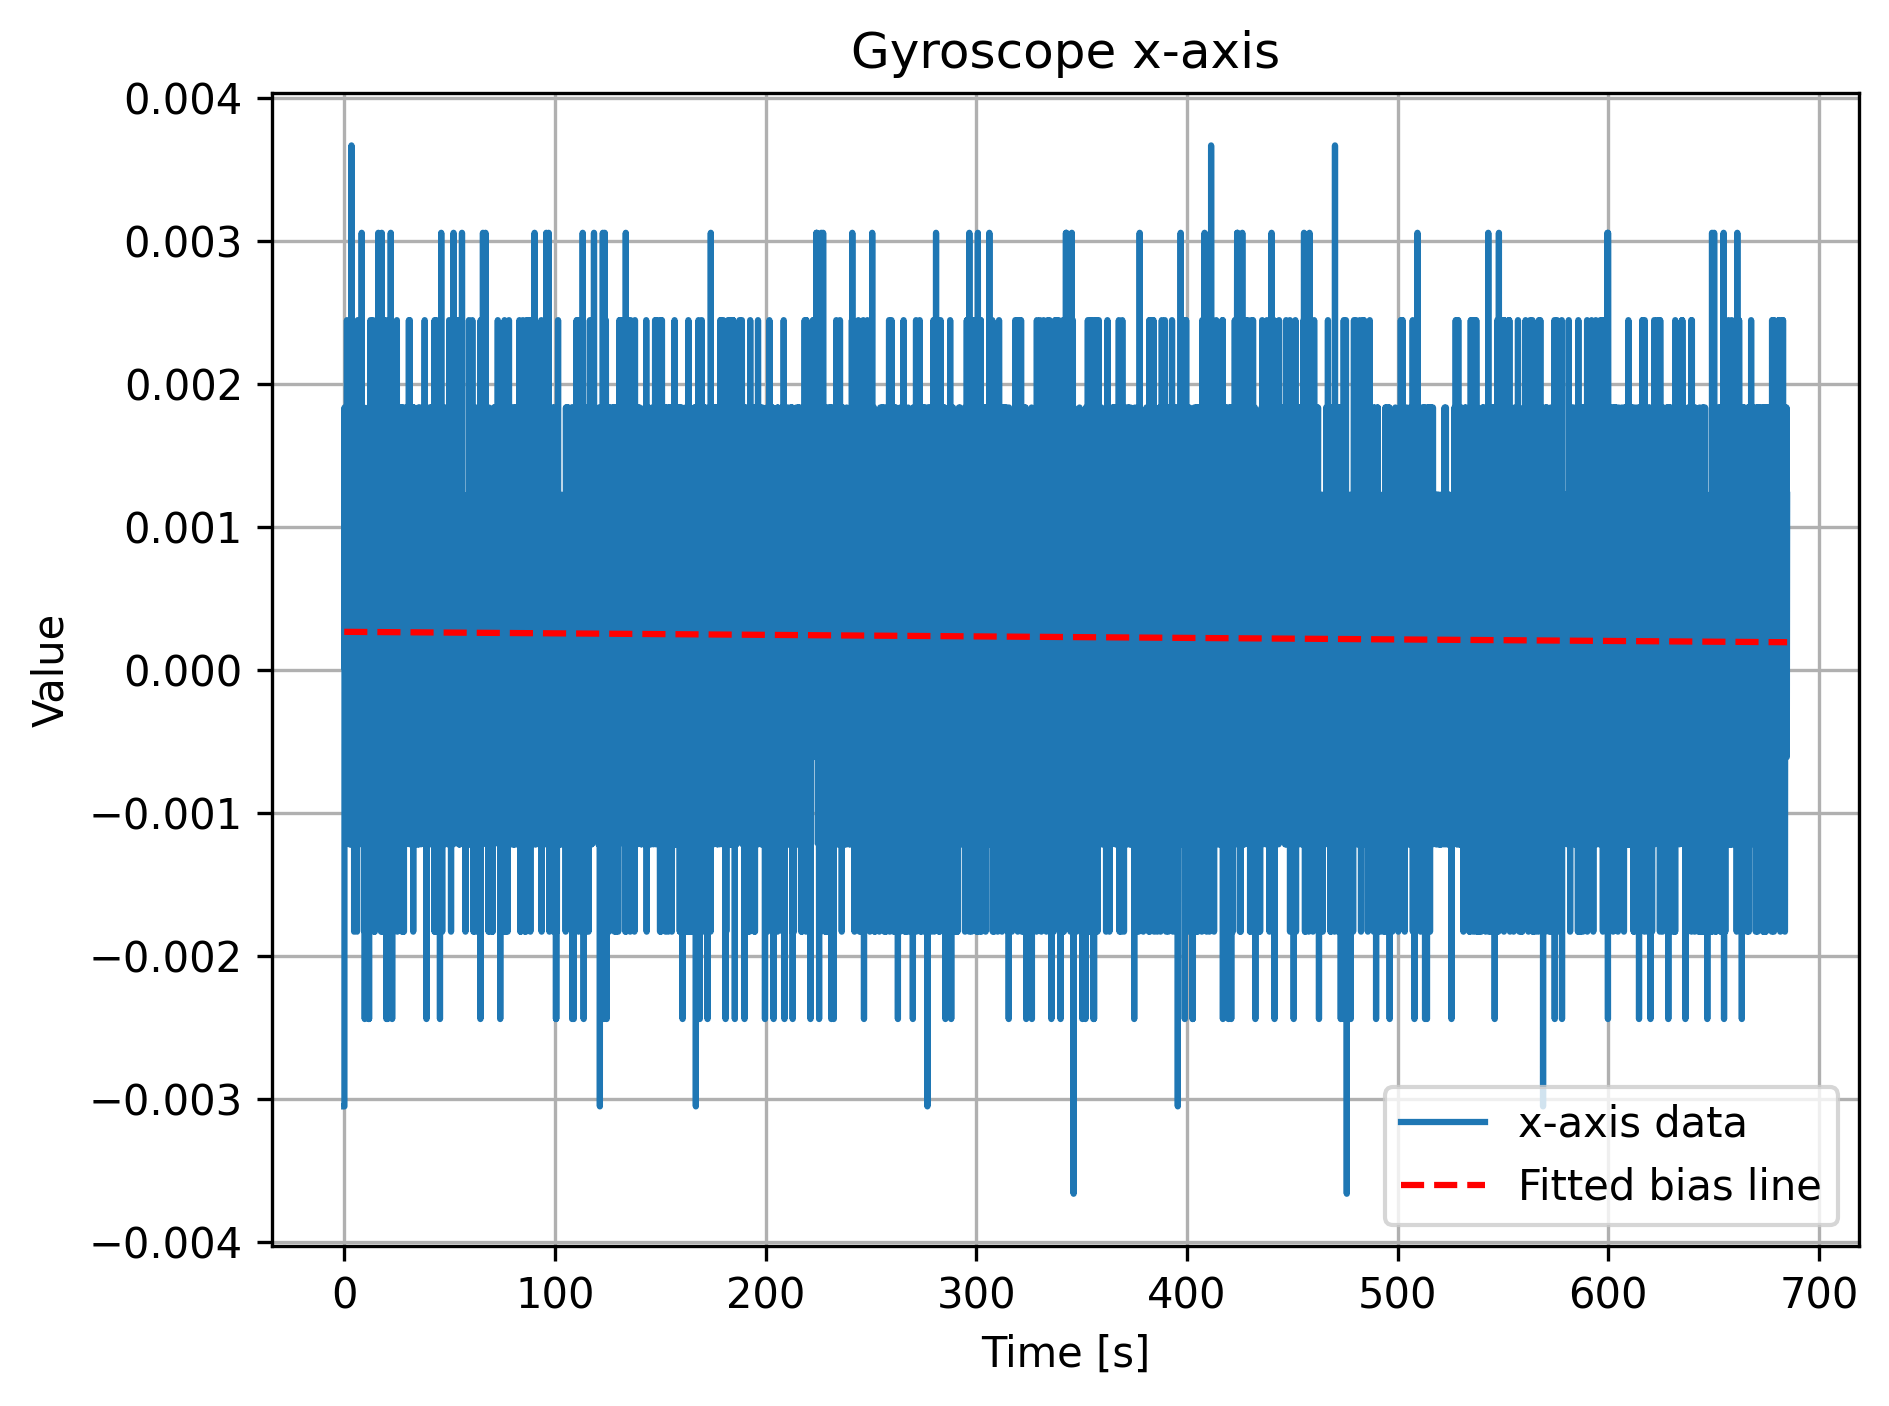 Gyroscope x-axis
0.004
0.003
0.002
0.001
0.000
−0.001
−0.002
−0.003
−0.004
Value
0 100 200 300 400 500 600 700
Time [s]
x-axis data
Fitted bias line